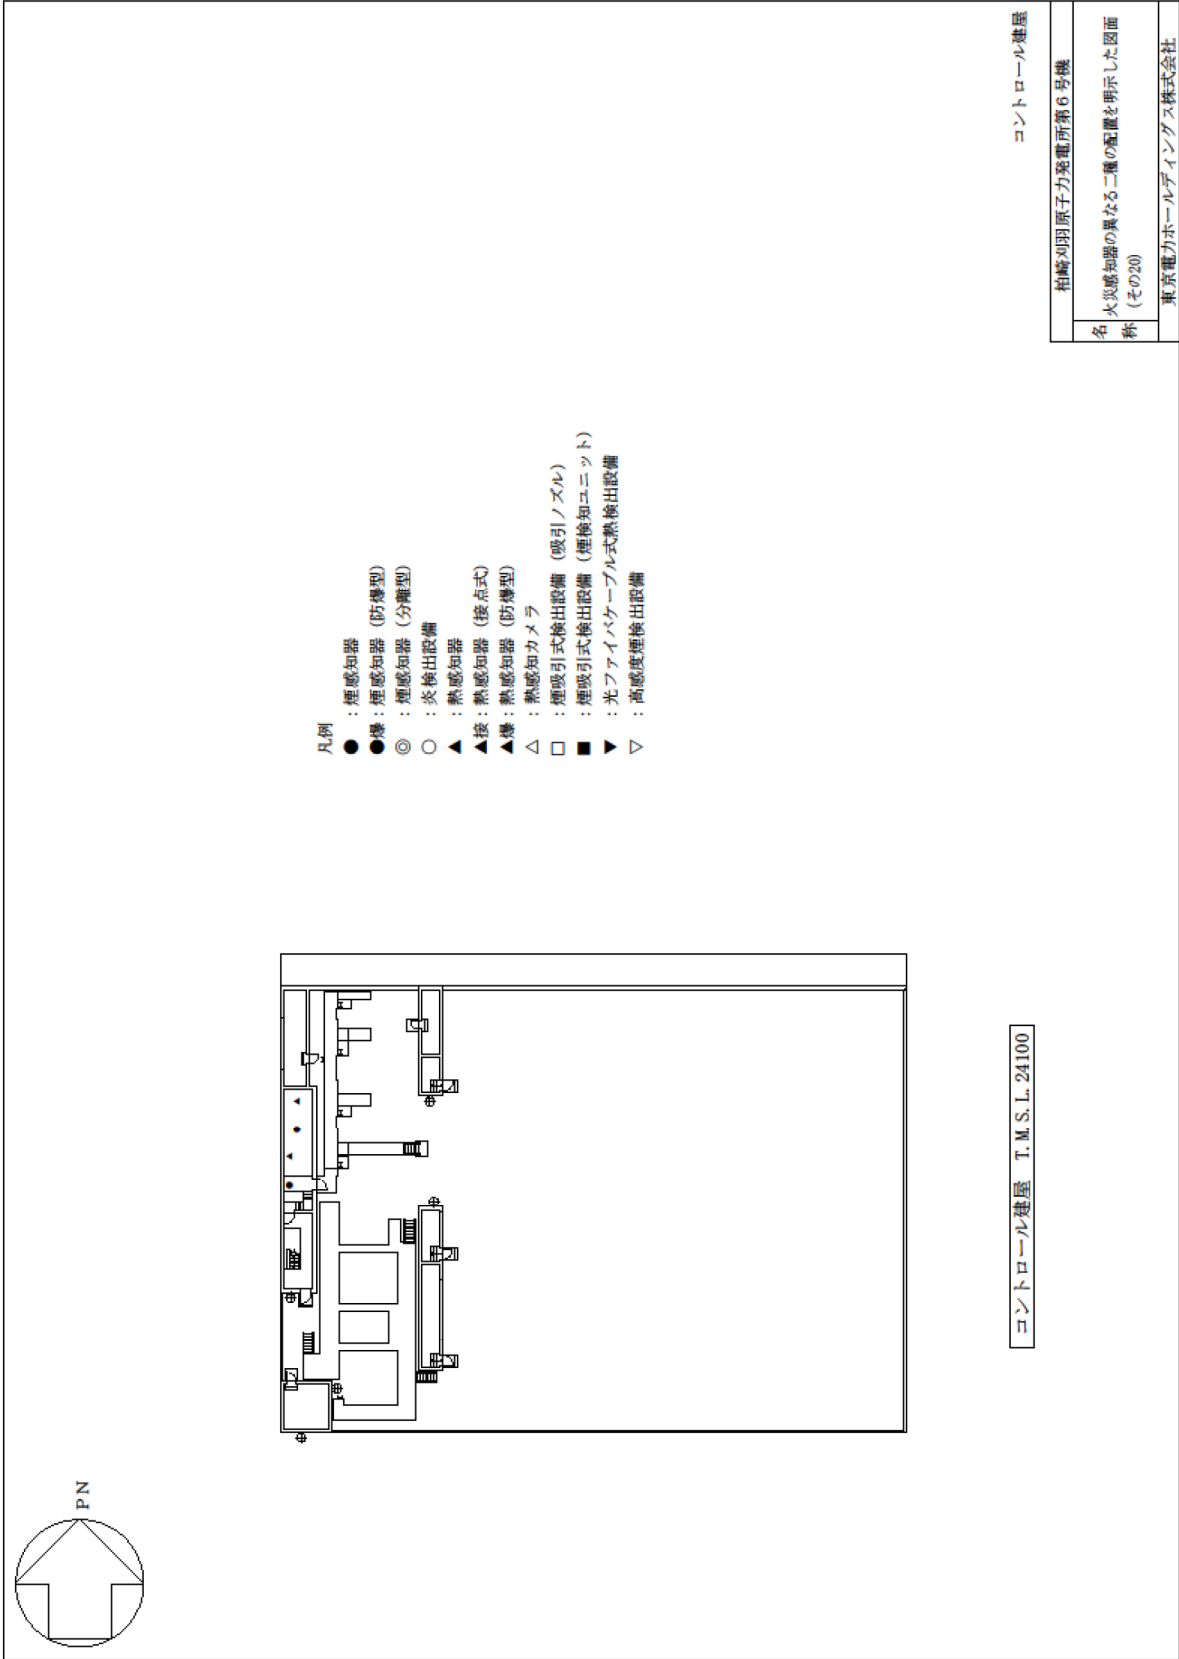 PN
凡例
● ：煙感知器
●爆：煙感知器（防爆型）
◎ ：煙感知器（分離型）
○ ：炎検出設備
▲ ：熱感知器
▲接：熱感知器（接点式）
▲爆：熱感知器（防爆型）
△ ：熱感知カメラ
□ ：煙吸引式検出設備（吸引ノズル）
■ ：煙吸引式検出設備（煙検知ユニット）
▼ ：光ファイバケーブル式熱検出設備
▽ ：高感度煙検出設備
コントロール建屋 T.M.S.L.24100
コントロール建屋
柏崎刈羽原子力発電所第6号機
名称
火災感知器の異なる二種の配置を明示した図面
(その20)
東京電力ホールディングス株式会社